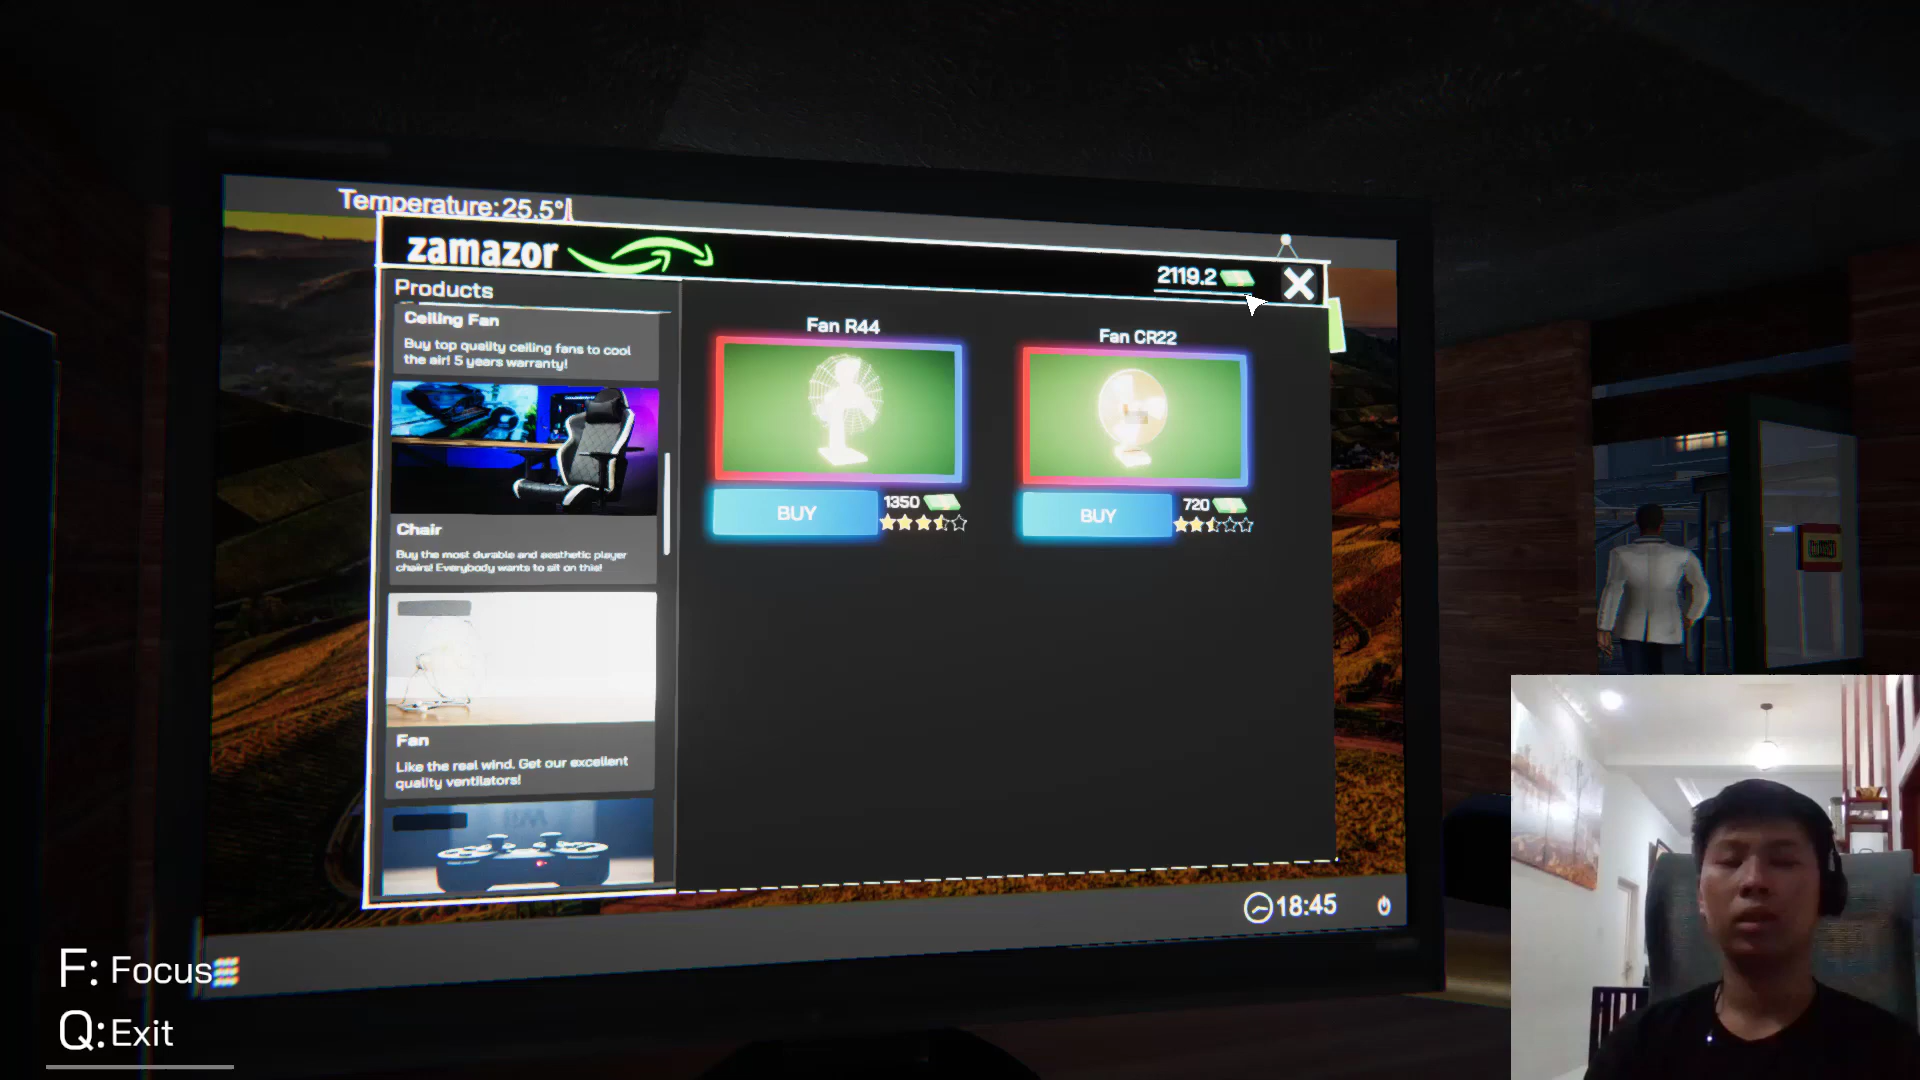 Temperature:25.5°
zamazor
2119.2
Products
Ceiling Fan
Buy top quality ceiling fans to cool
the air! 5 years warranty!
Chair
Buy the most durable and aesthetic player
chairs! Everybody wants to sit on this!
Fan
Like the real wind. Get our excellent
quality ventilators!
Fan R44
BUY
1350
Fan CR22
BUY
720
18:45
F: Focus
Q:Exit